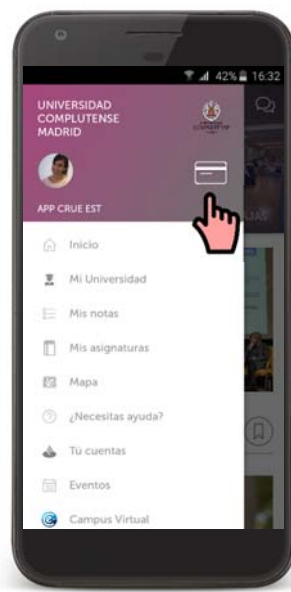 42% 16:32
UNIVERSIDAD
COMPLUTENSE
MADRID
APP CRUE EST
Inicio
Mi Universidad
Mis notas
Mis asignaturas
Mapa
¿Necesitas ayuda?
Tú cuentas
Eventos
Campus Virtual